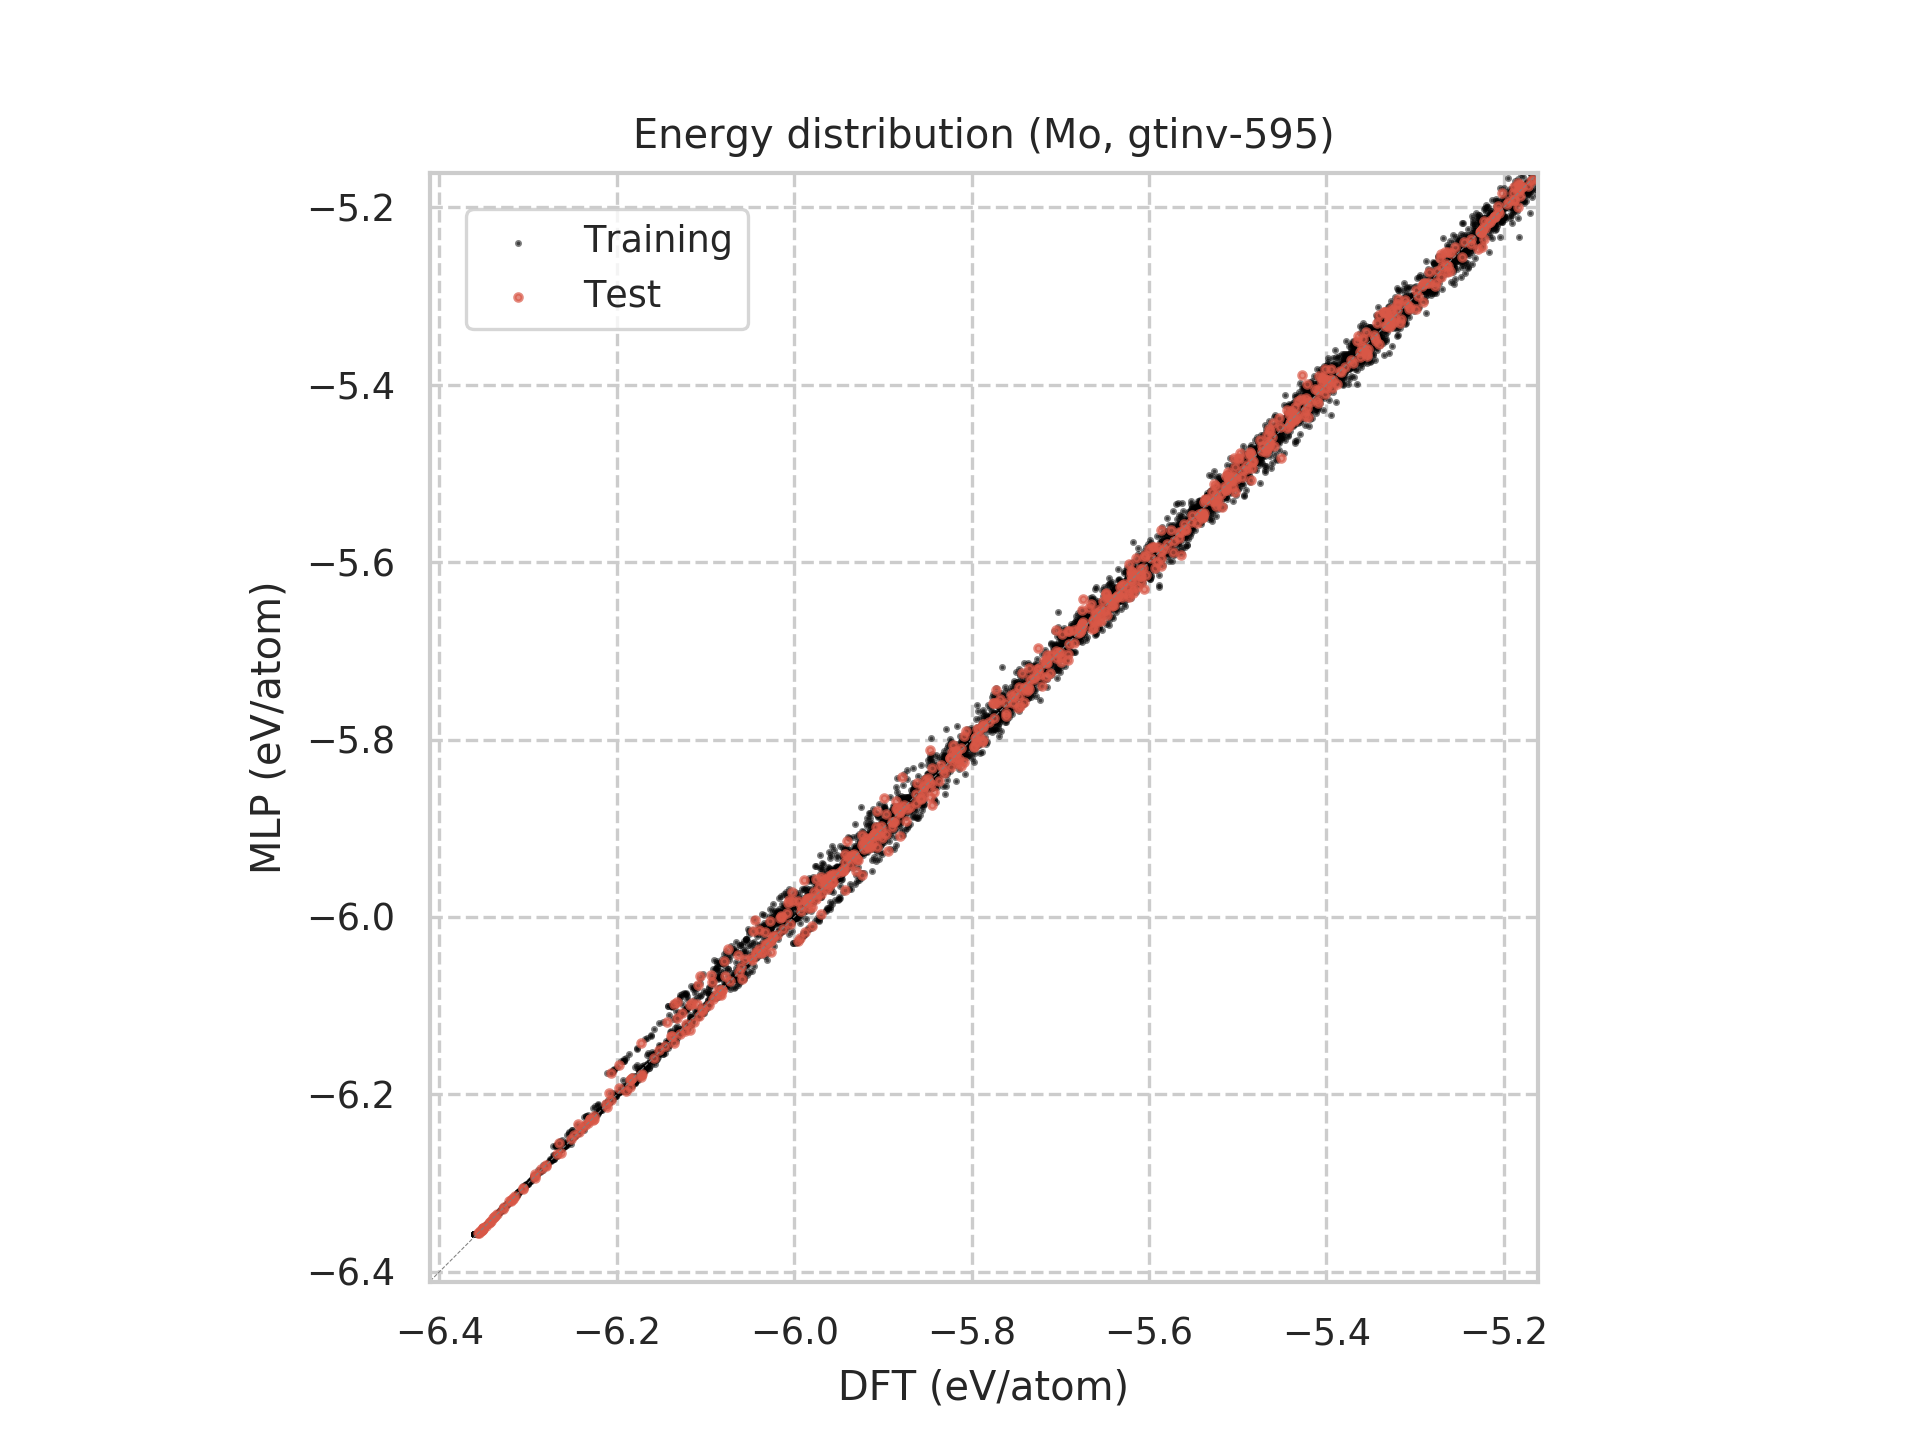 Energy distribution (Mo, gtinv-595)
Training
Test
MLP (eV/atom)
−5.2
−5.4
−5.6
−5.8
−6.0
−6.2
−6.4
−6.4 −6.2 −6.0 −5.8 −5.6 −5.4 −5.2
DFT (eV/atom)